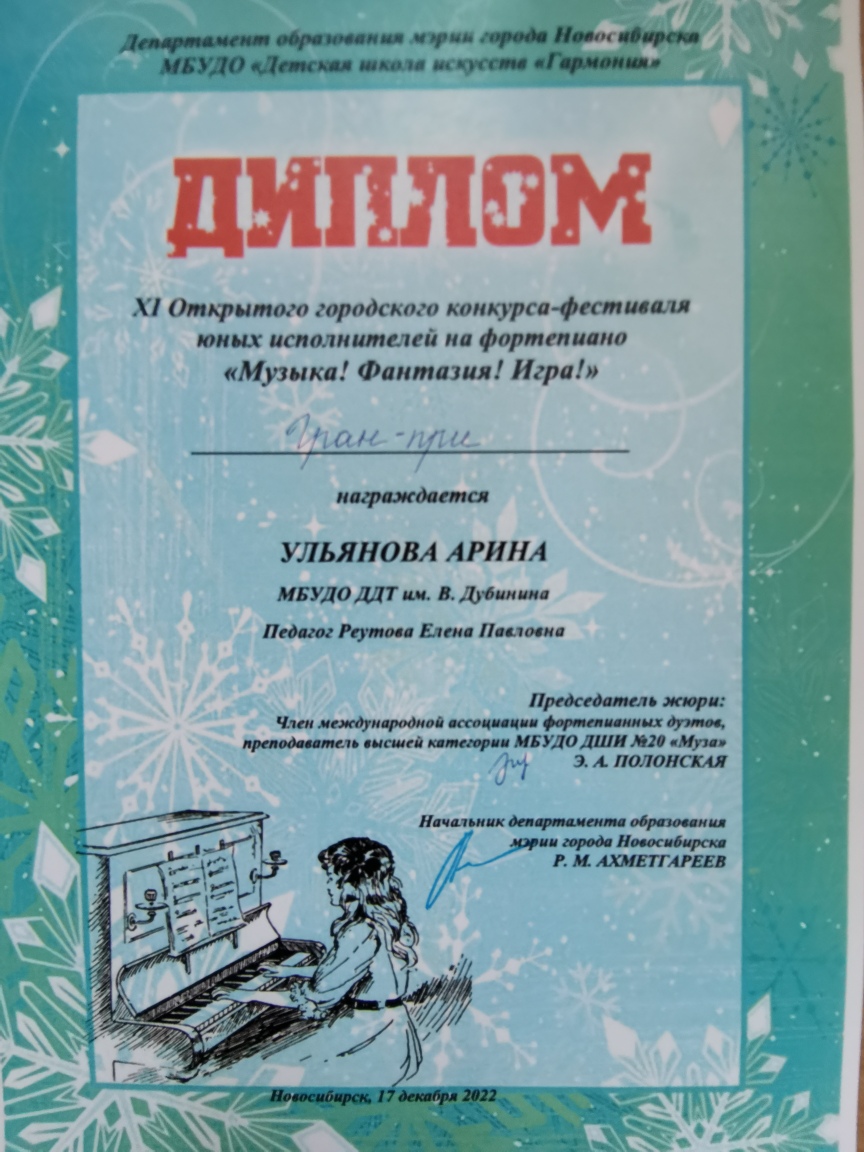 Департамент образования мэрии города Новосибирска
МБУДО «Детская школа искусств «Гармония»
ДИПЛОМ
XI Открытого городского конкурса-фестиваля
юных исполнителей на фортепиано
«Музыка! Фантазия! Игра!»
Гран-при
награждается
УЛЬЯНОВА АРИНА
МБУДО ДДТ им. В. Дубинина
Педагог Реутова Елена Павловна
Председатель жюри:
Член международной ассоциации фортепианных дуэтов,
преподаватель высшей категории МБУДО ДШИ №20 «Муза»
Э. А. ПОЛОНСКАЯ
Начальник департамента образования
мэрии города Новосибирска
Р. М. АХМЕТГАРЕЕВ
Новосибирск, 17 декабря 2022